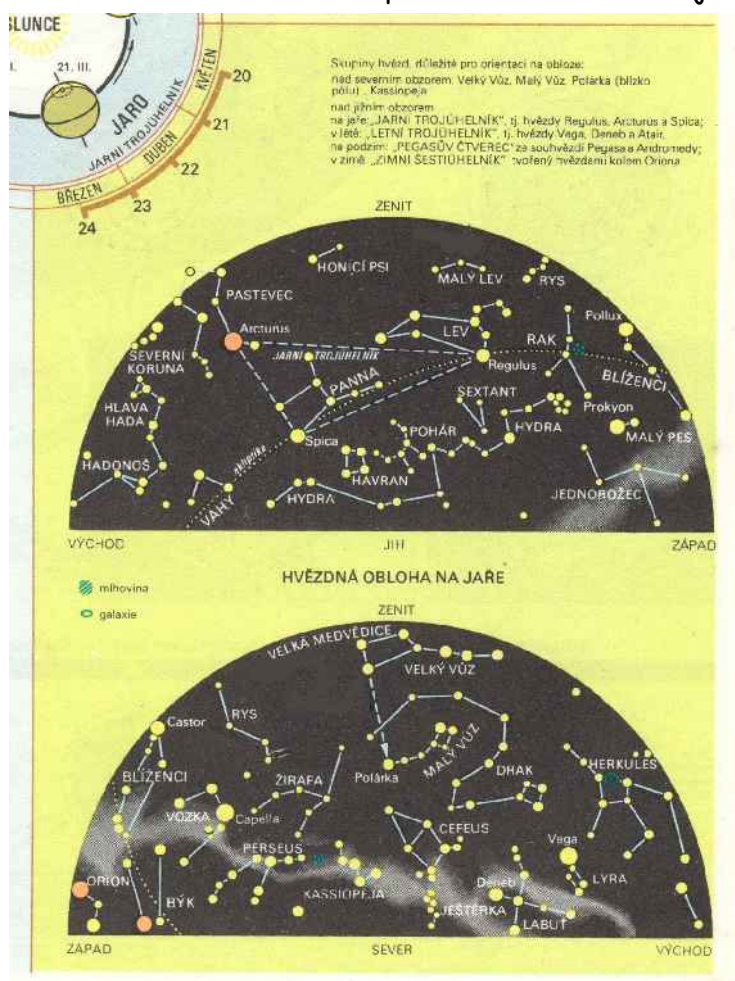 SLUNCE
21. III.
JARO
JARNÍ TROJÚHELNÍK
KVĚTEN
DUBEN
BŘEZEN
20
21
22
23
24
Skupiny hvězd, důležité pro orientaci na obloze:
nad severním obzorem: Velký Vůz, Malý Vůz, Polárka (blízko
pólu), Kassiopeja
nad jižním obzorem
na jaře: „JARNÍ TROJÚHELNÍK“, tj. hvězdy Regulus, Arcturus a Spica;
v létě: „LETNÍ TROJÚHELNÍK“, tj. hvězdy Vega, Deneb a Atair,
na podzim: „PEGASŮV ČTVEREC“ ze souhvězdí Pegasa a Andromedy;
v zimě: „ZIMNÍ ŠESTIÚHELNÍK“ tvořený hvězdami kolem Oriona.
ZENIT
HONICÍ PSI
MALÝ LEV
RYS
PASTEVEC
Arcturus
LEV
RAK
Pollux
SEVERNÍ
KORUNA
JARNÍ TROJÚHELNÍK
PANNA
Regulus
BLÍŽENCI
HLAVA
HADA
SEXTANT
Prokyon
Spica
POHÁR
HYDRA
MALÝ PES
HADONOŠ
ekliptika
HAVRAN
VÁHY
HYDRA
JEDNOROŽEC
VÝCHOD
JIH
ZÁPAD
HVĚZDNÁ OBLOHA NA JAŘE
mlhovina
galaxie
ZENIT
VELKÁ MEDVĚDICE
VELKÝ VŮZ
RYS
Castor
BLÍŽENCI
ŽIRAFA
Polárka
MALÝ VŮZ
DHAK
HERKULES
VOZKA
Capella
CEFEUS
PERSEUS
Vega
ORION
BÝK
KASSIOPEJA
JEŠTĚRKA
Deneb
LYRA
LABUŤ
ZÁPAD
SEVER
VÝCHOD